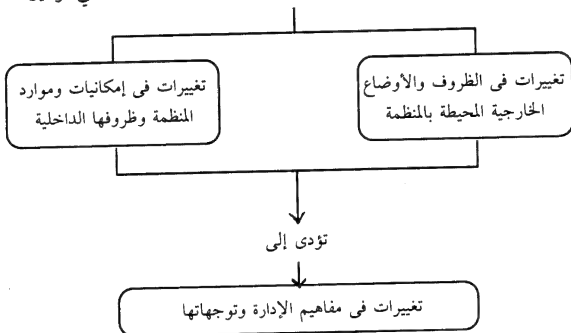 تغييرات فى الظروف والأوضاع
الخارجية المحيطة بالمنظمة
تغييرات فى إمكانيات وموارد
المنظمة وظروفها الداخلية
تؤدى إلى
تغييرات فى مفاهيم الإدارة وتوجهاتها